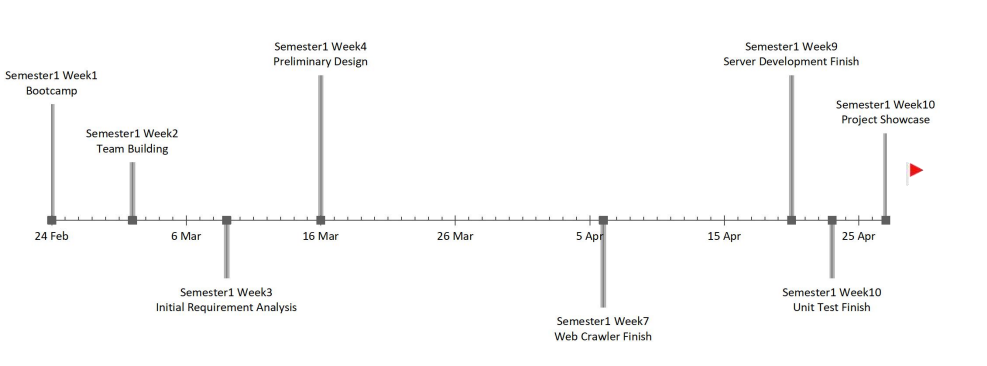 Semester1 Week4
Preliminary Design
Semester1 Week9
Server Development Finish
Semester1 Week1
Bootcamp
Semester1 Week10
Project Showcase
Semester1 Week2
Team Building
24 Feb
6 Mar
16 Mar
26 Mar
5 Apr
15 Apr
25 Apr
Semester1 Week3
Initial Requirement Analysis
Semester1 Week10
Unit Test Finish
Semester1 Week7
Web Crawler Finish